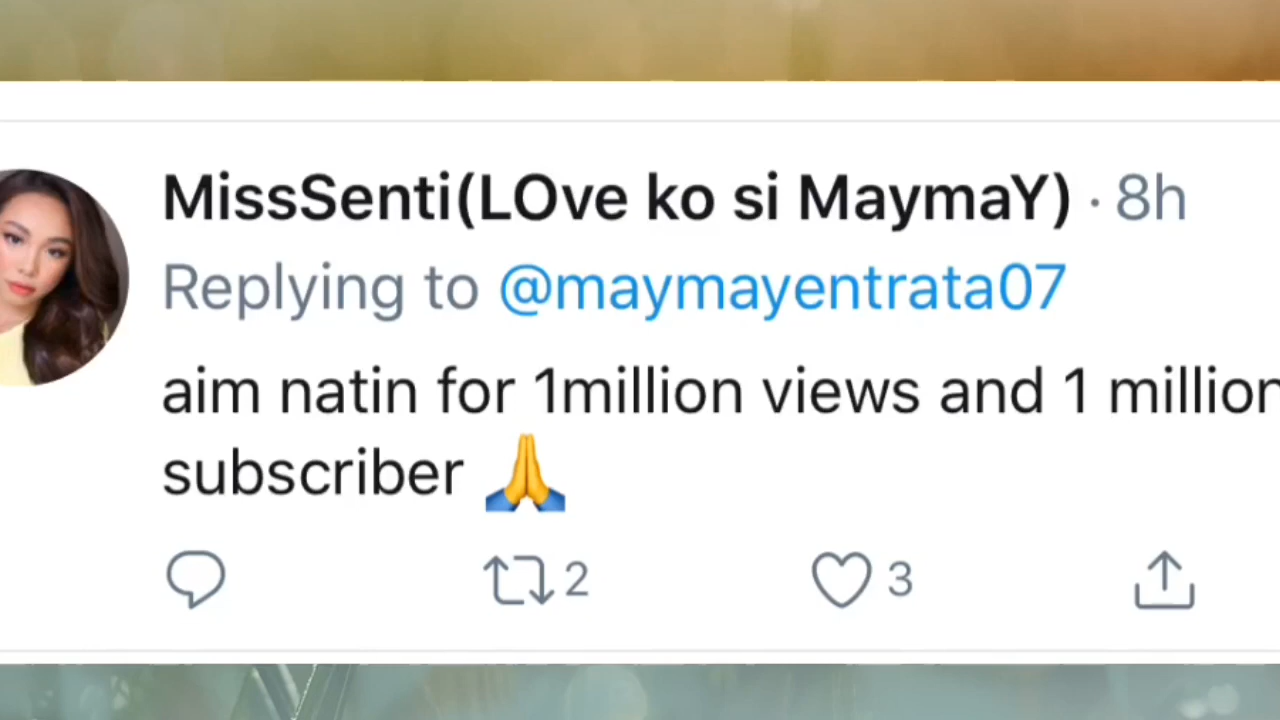 MissSenti(LOve ko si MaymaY) · 8h
Replying to @maymayentrata07
aim natin for 1million views and 1 million
subscriber 🙏
2 3